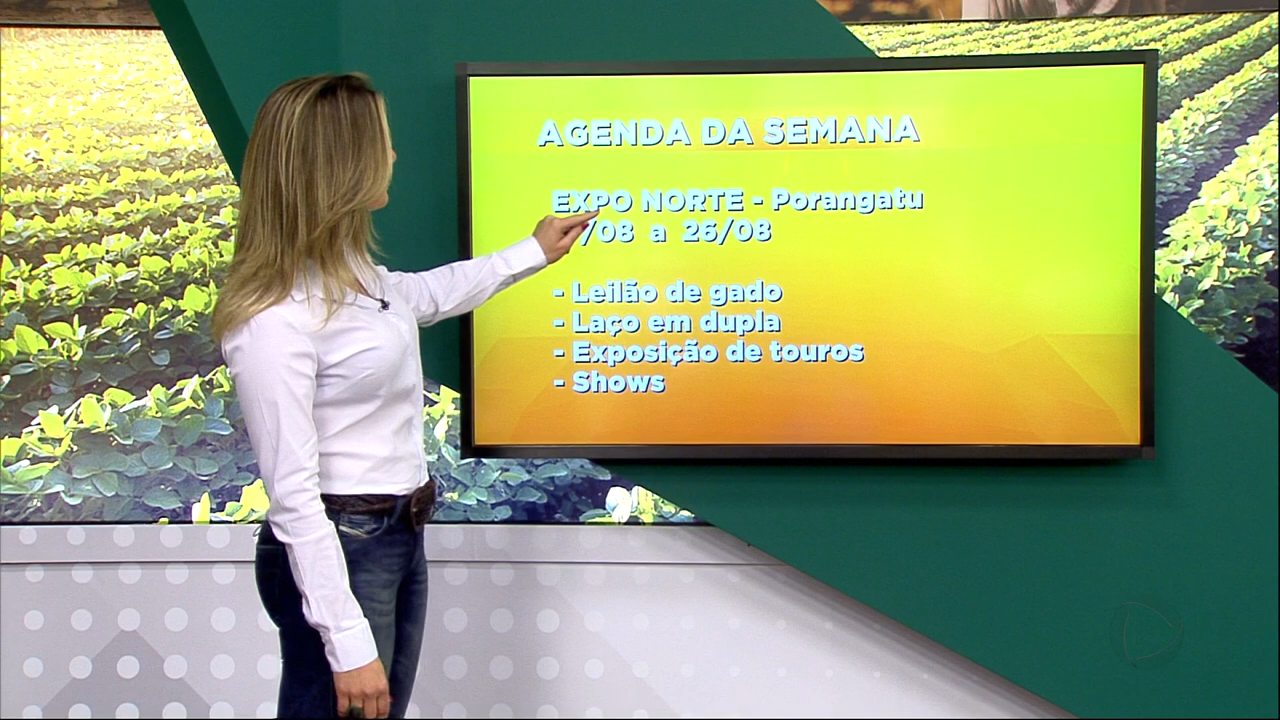 AGENDA DA SEMANA
EXPO NORTE - Porangatu
/08 a 26/08
- Leilão de gado
- Laço em dupla
- Exposição de touros
- Shows